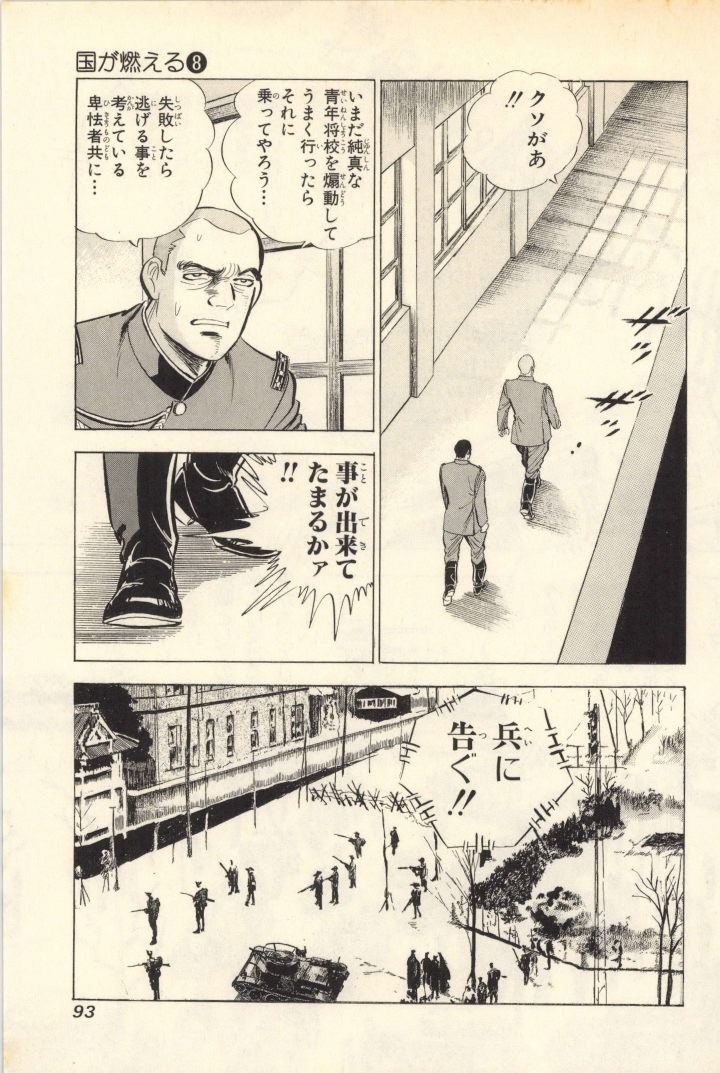 国が燃える❽
クソがあ
!!
いまだ純真な
青年将校を煽動して
うまく行ったら
それに
乗ってやろう…
失敗したら
逃げる事を
考えている
卑怯者共に…
事が出来て
たまるかァ
!!
兵に
告ぐ!!
93